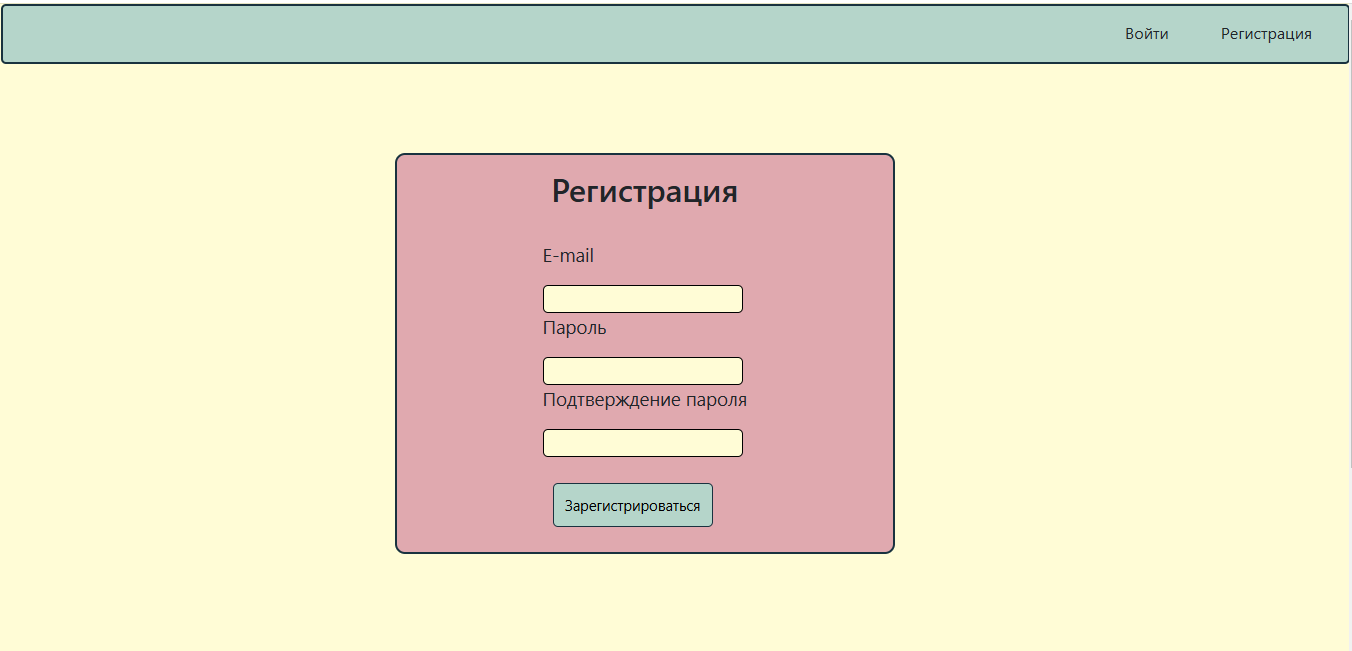 Войти Регистрация
Регистрация
E-mail
Пароль
Подтверждение пароля
Зарегистрироваться